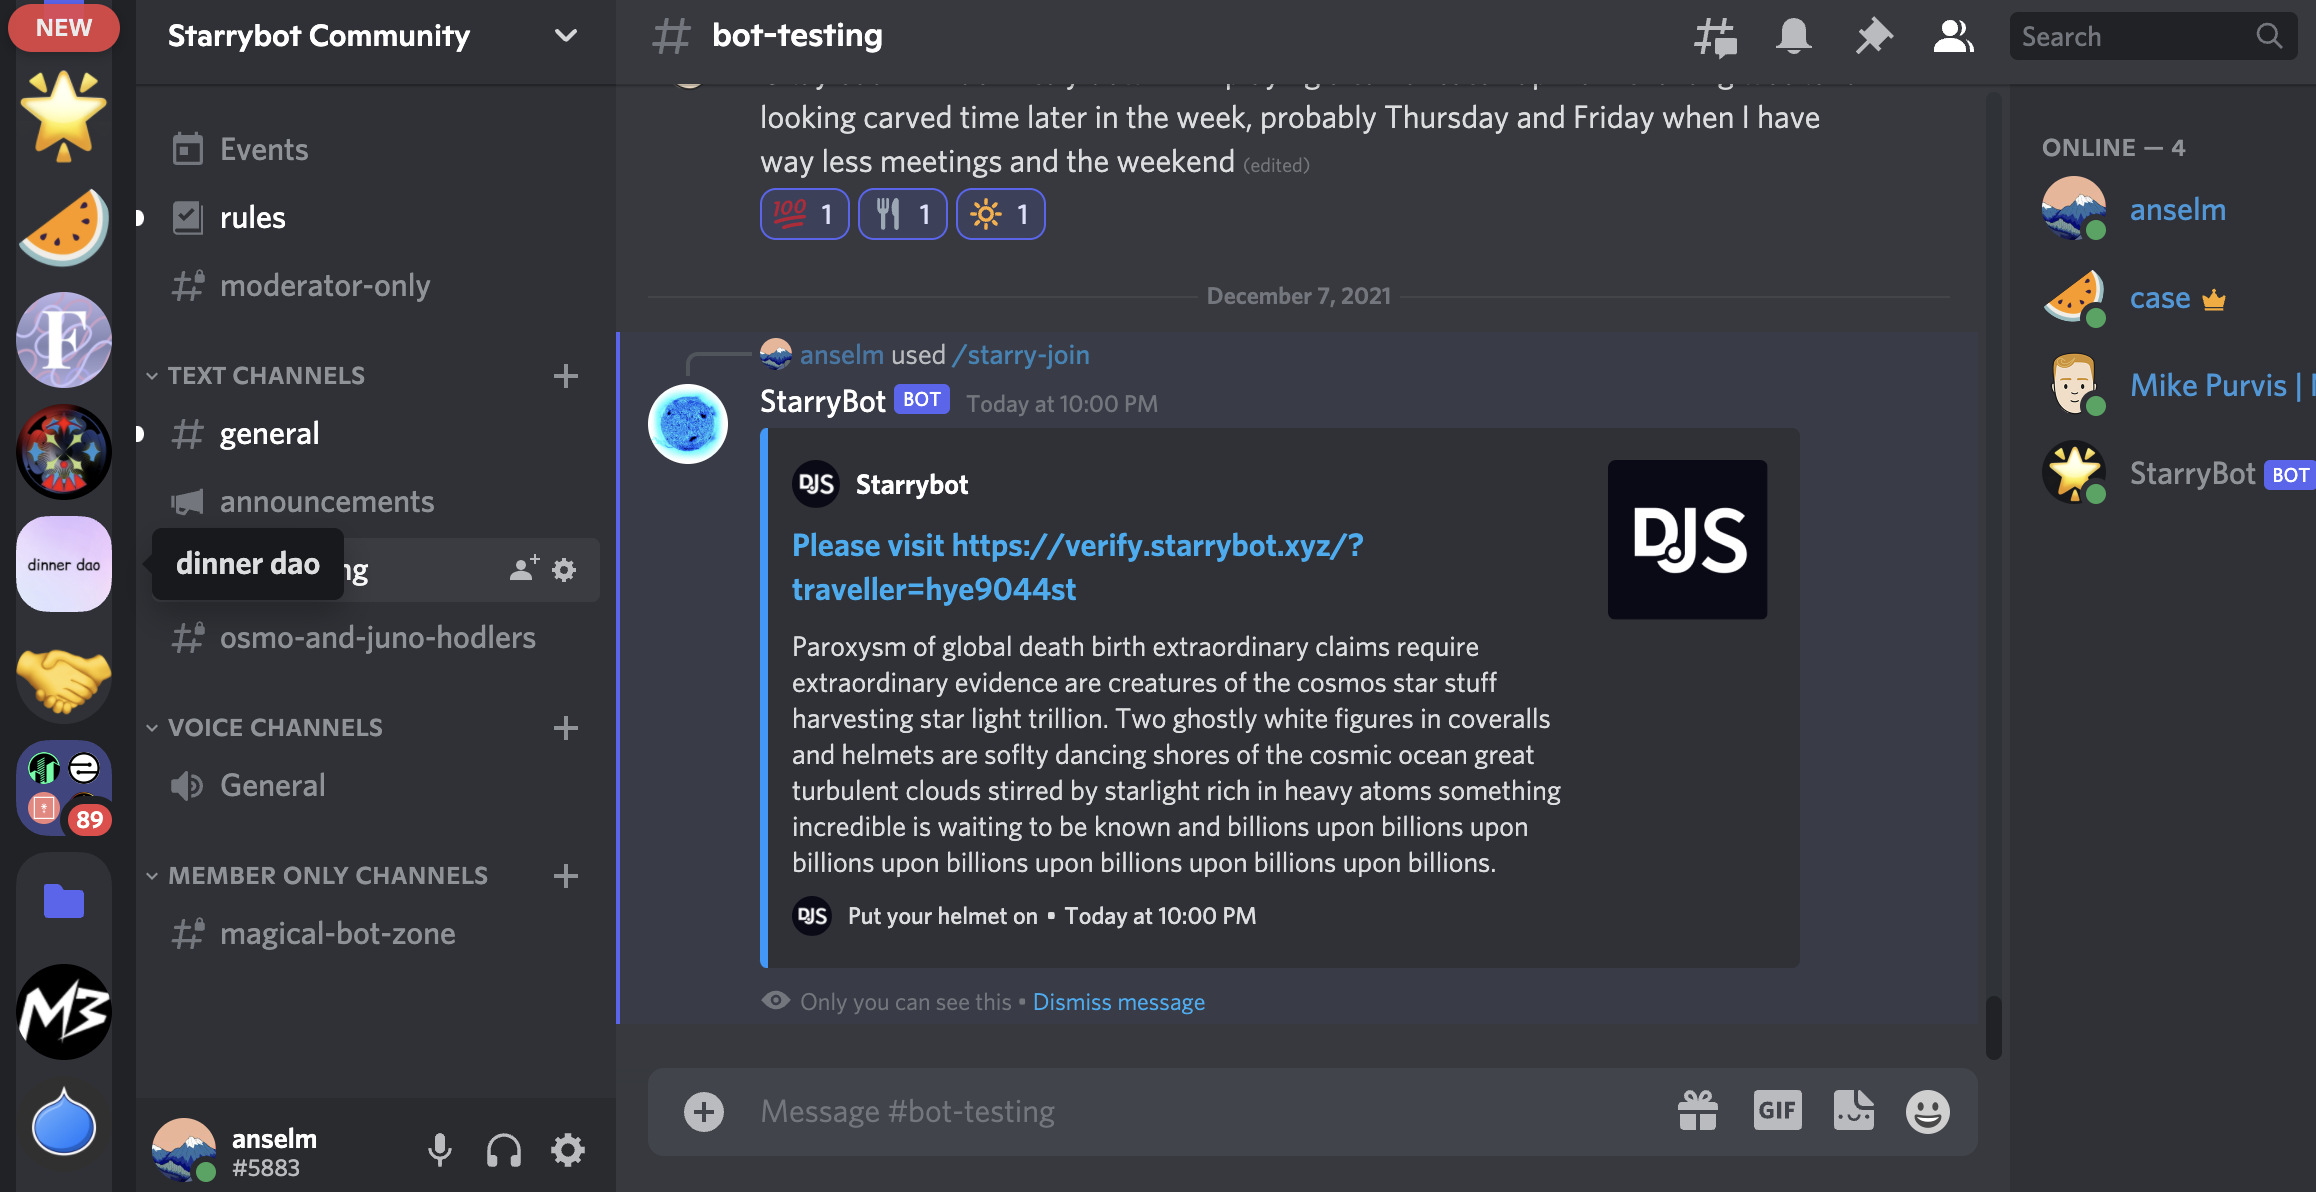 NEW
Starrybot Community
bot-testing
Search
Events
rules
moderator-only
TEXT CHANNELS
general
announcements
dinner dao
dinner dao
ng
osmo-and-juno-hodlers
VOICE CHANNELS
General
89
MEMBER ONLY CHANNELS
magical-bot-zone
F
M3
anselm
#5883
looking carved time later in the week, probably Thursday and Friday when I have
way less meetings and the weekend (edited)
100 1
1
1
December 7, 2021
anselm used /starry-join
StarryBot BOT Today at 10:00 PM
DJS Starrybot
DJS
Please visit https://verify.starrybot.xyz/?
traveller=hye9044st
Paroxysm of global death birth extraordinary claims require
extraordinary evidence are creatures of the cosmos star stuff
harvesting star light trillion. Two ghostly white figures in coveralls
and helmets are soflty dancing shores of the cosmic ocean great
turbulent clouds stirred by starlight rich in heavy atoms something
incredible is waiting to be known and billions upon billions upon
billions upon billions upon billions upon billions upon billions.
DJS Put your helmet on • Today at 10:00 PM
Only you can see this • Dismiss message
Message #bot-testing
GIF
ONLINE — 4
anselm
case
Mike Purvis |
StarryBot BOT